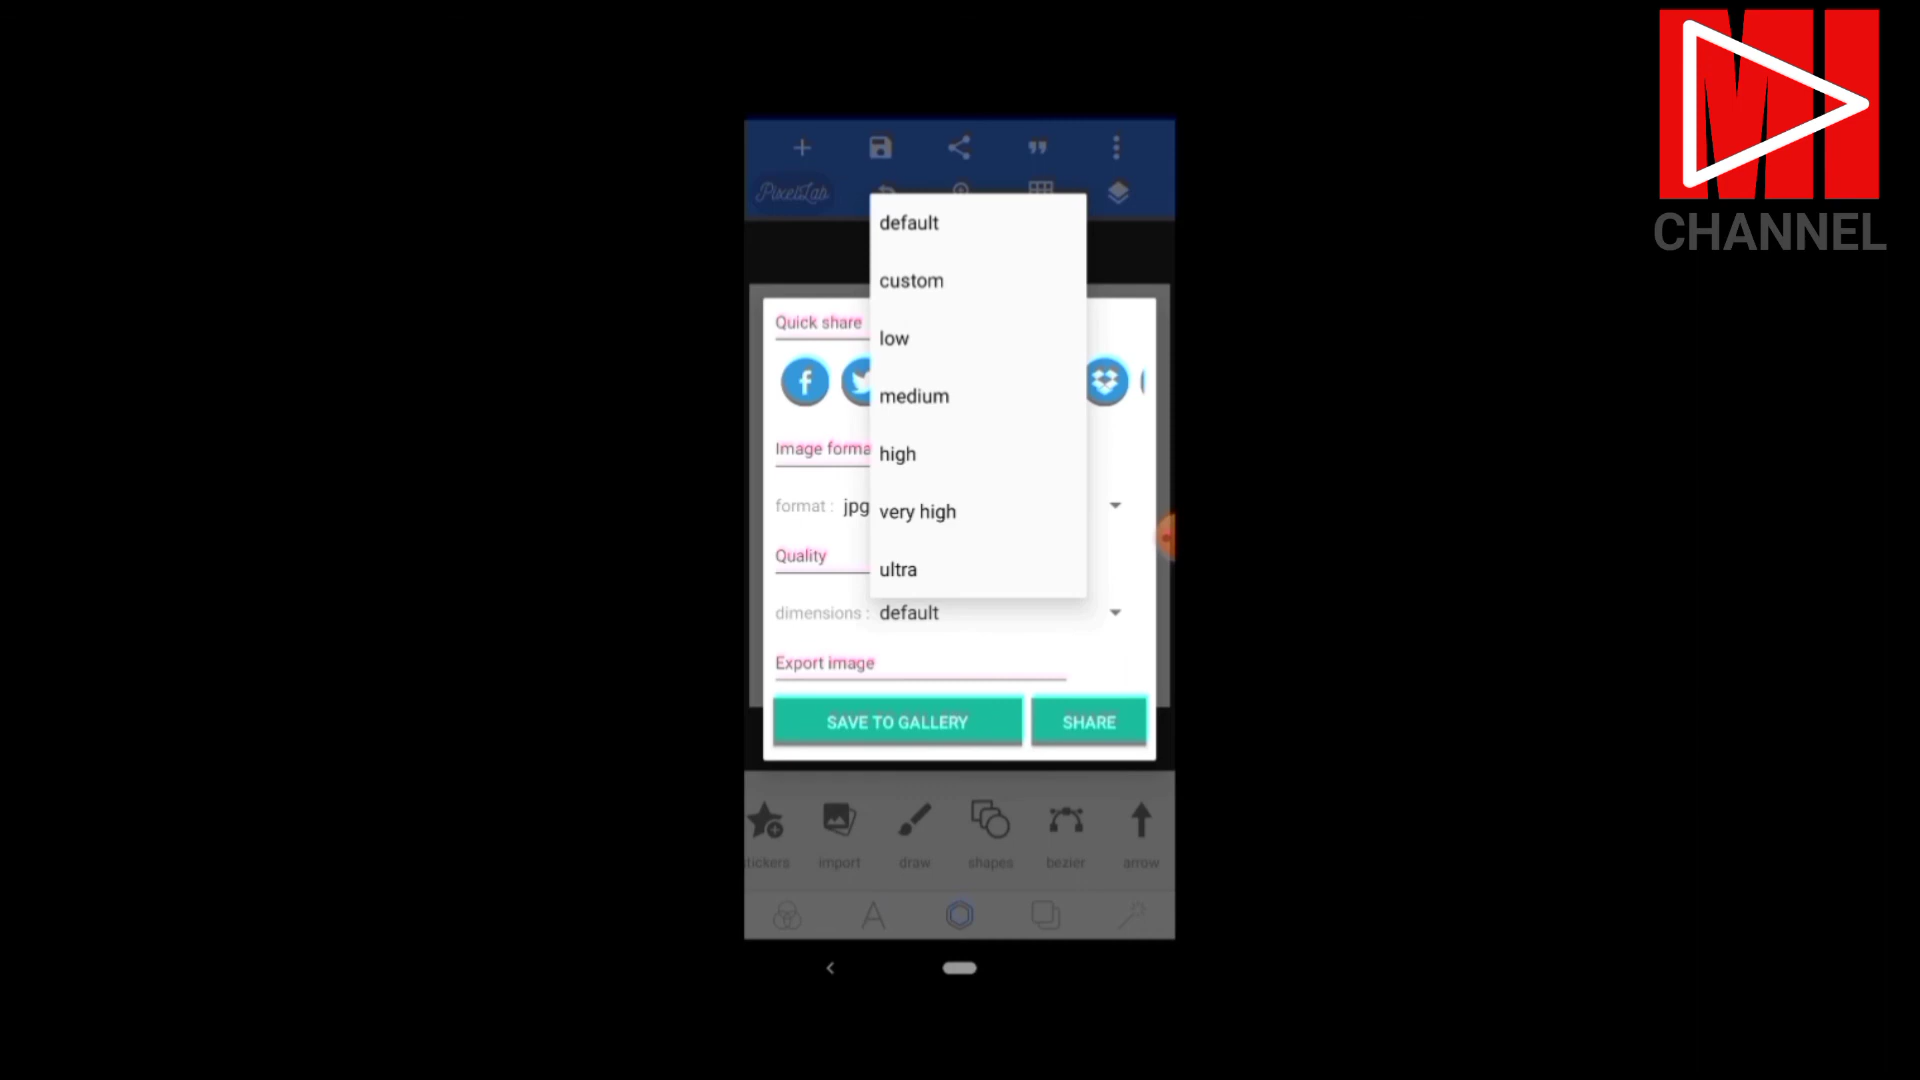 MI
CHANNEL
PixelLab
default
custom
low
medium
high
very high
ultra
Quick share
Image forma
format : jpg
Quality
dimensions : default
Export image
SAVE TO GALLERY
SHARE
tickers
import
draw
shapes
bezier
arrow